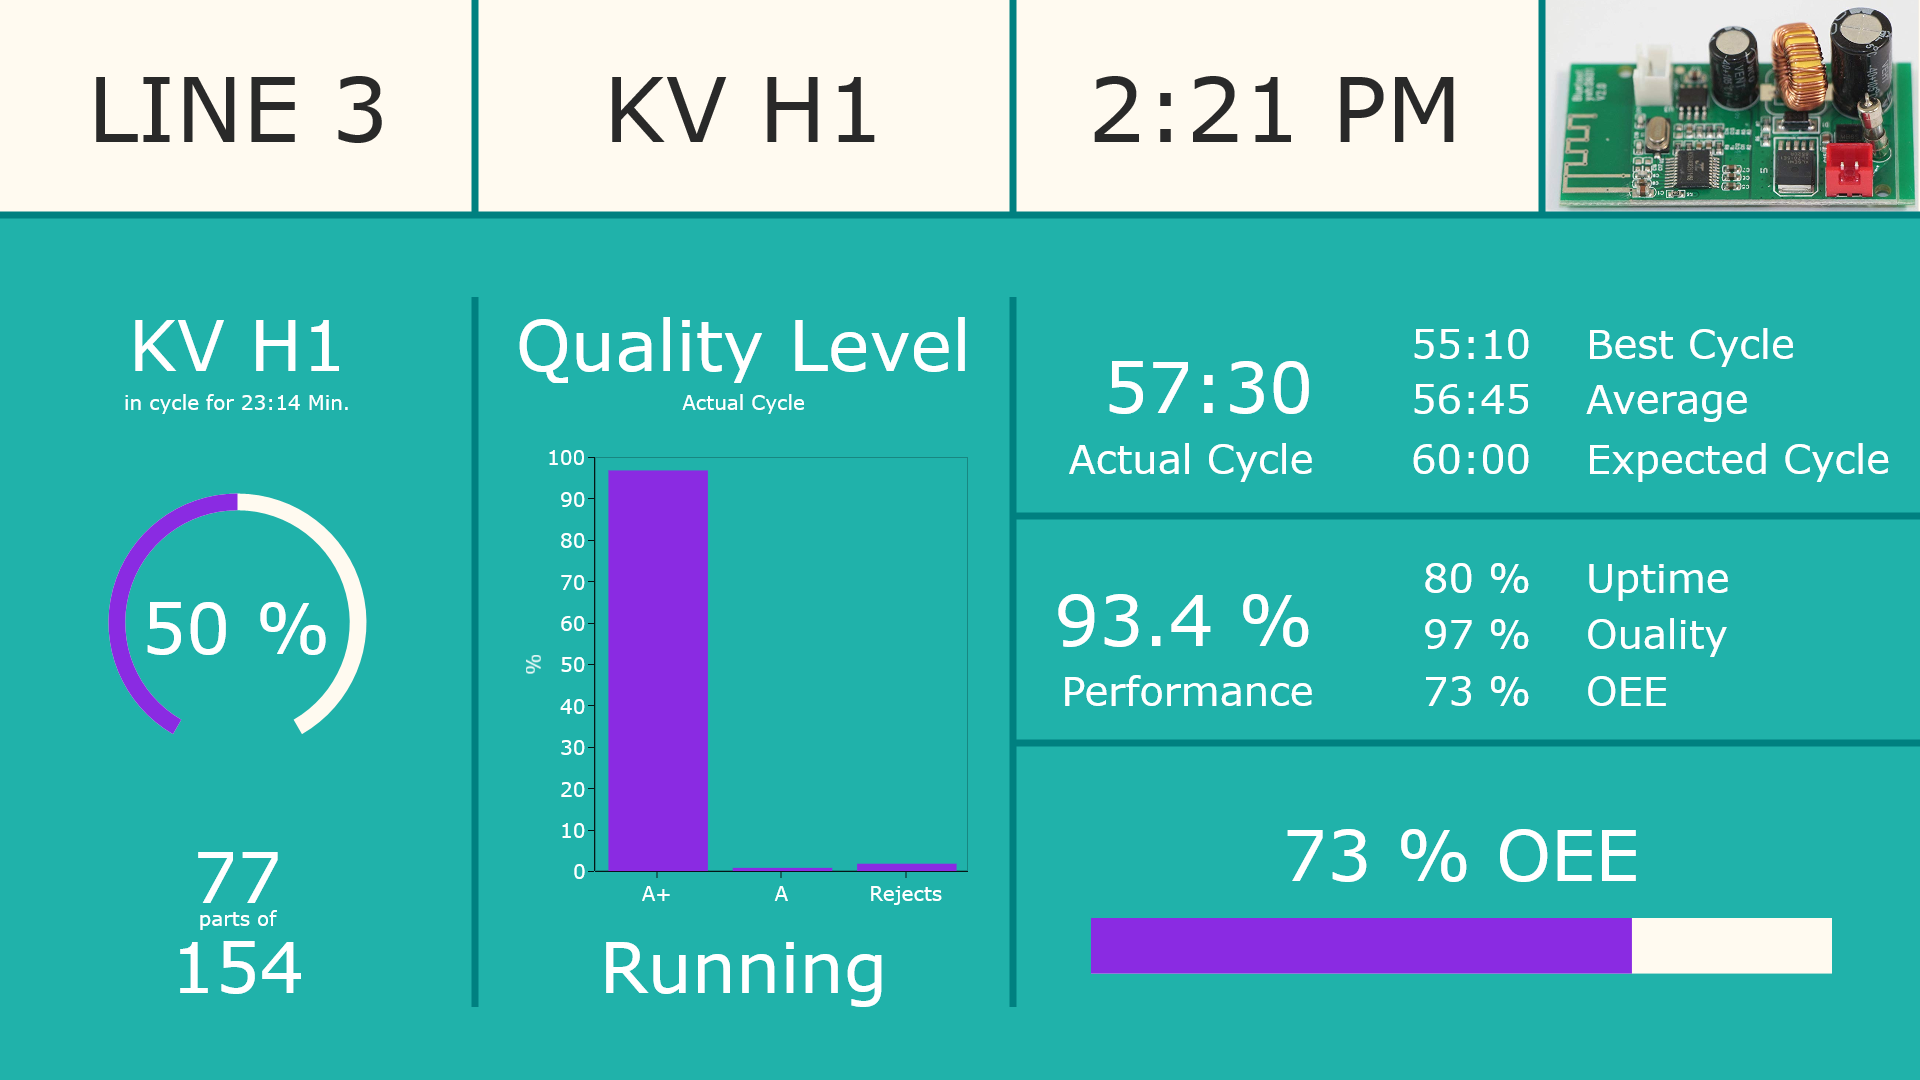 LINE 3
KV H1
2:21 PM
KV H1
in cycle for 23:14 Min.
50 %
77
parts of
154
Quality Level
Actual Cycle
100
90
80
70
60
50
40
30
20
10
0
%
A+
A
Rejects
Running
57:30
Actual Cycle
55:10 Best Cycle
56:45 Average
60:00 Expected Cycle
93.4 %
Performance
80 % Uptime
97 % Ouality
73 % OEE
73 % OEE